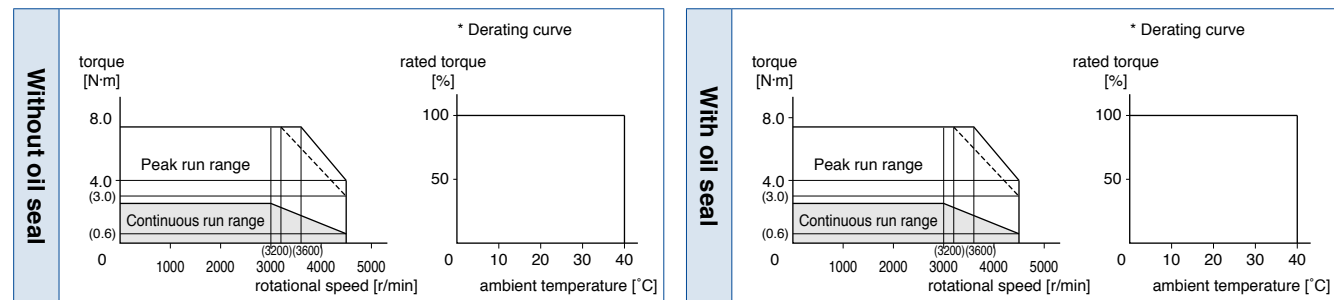 Without oil seal
* Derating curve
torque
[N·m]
rated torque
[%]
8.0
100
Peak run range
4.0
50
(3.0)
Continuous run range
(0.6)
(3200)(3600)
0
1000 2000 3000 4000 5000
0 10 20 30 40
rotational speed [r/min]
ambient temperature [˚C]
With oil seal
* Derating curve
torque
[N·m]
rated torque
[%]
8.0
100
Peak run range
4.0
50
(3.0)
Continuous run range
(0.6)
(3200)(3600)
0
1000 2000 3000 4000 5000
0 10 20 30 40
rotational speed [r/min]
ambient temperature [˚C]